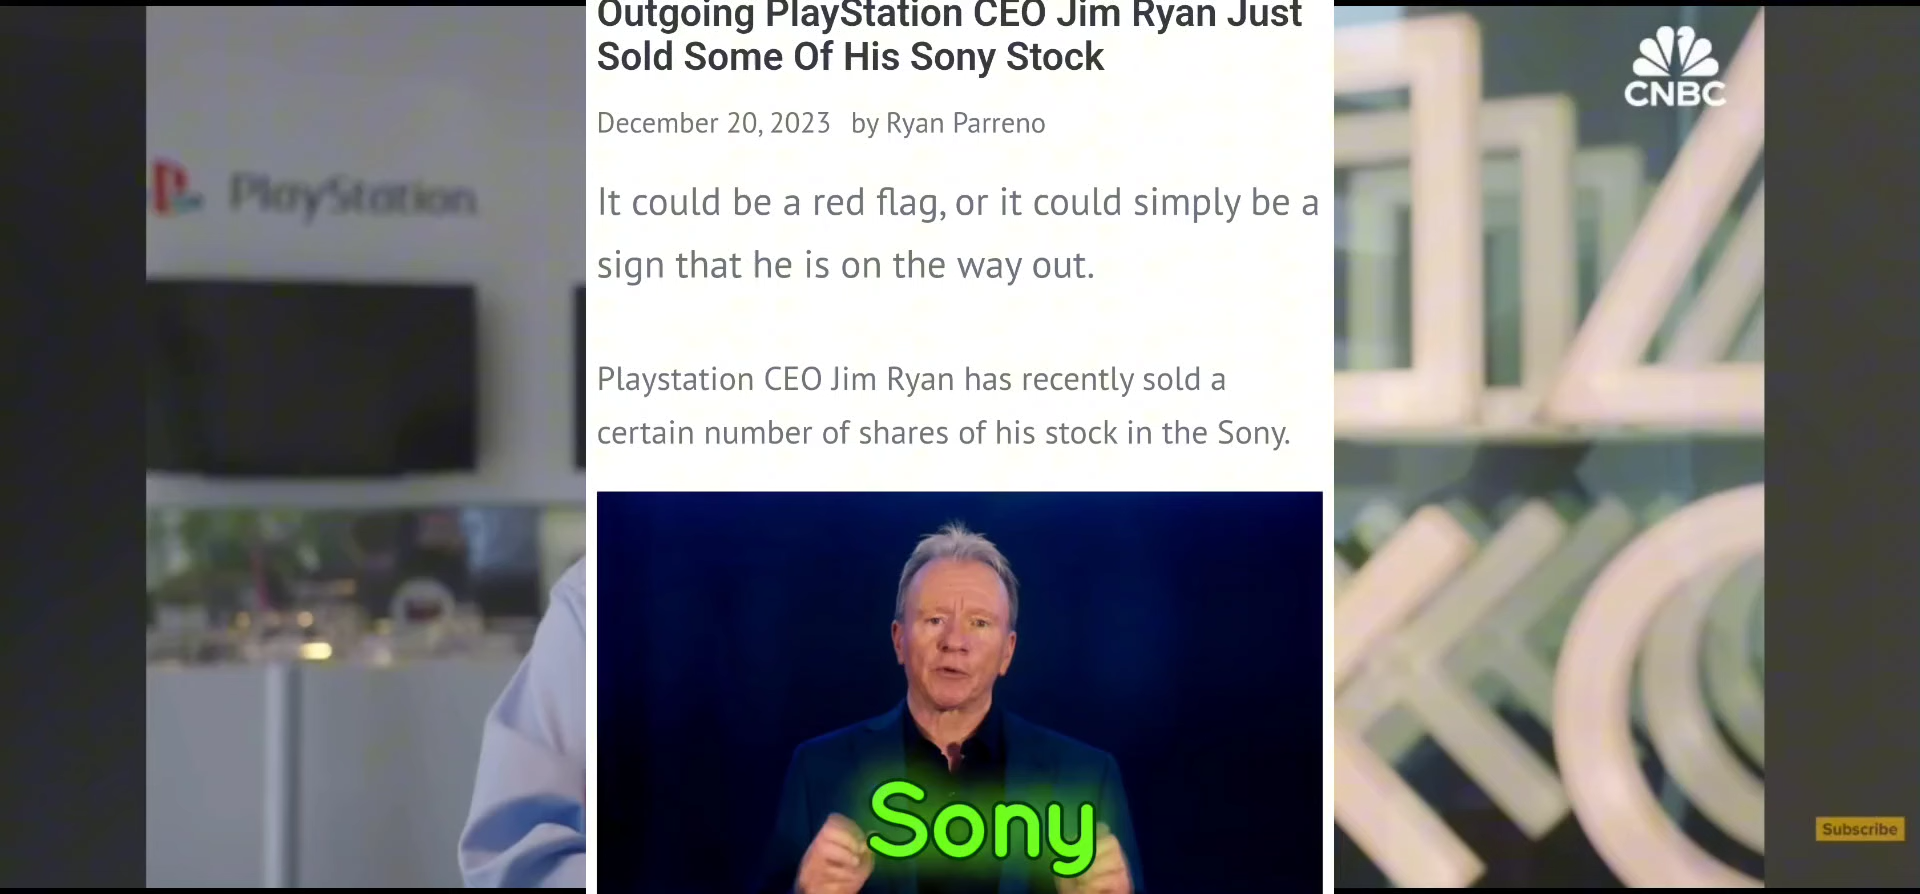 Outgoing PlayStation CEO Jim Ryan Just
Sold Some Of His Sony Stock
December 20, 2023 by Ryan Parreno
It could be a red flag, or it could simply be a
sign that he is on the way out.
Playstation CEO Jim Ryan has recently sold a
certain number of shares of his stock in the Sony.
Sony
PlayStation
CNBC
Subscribe